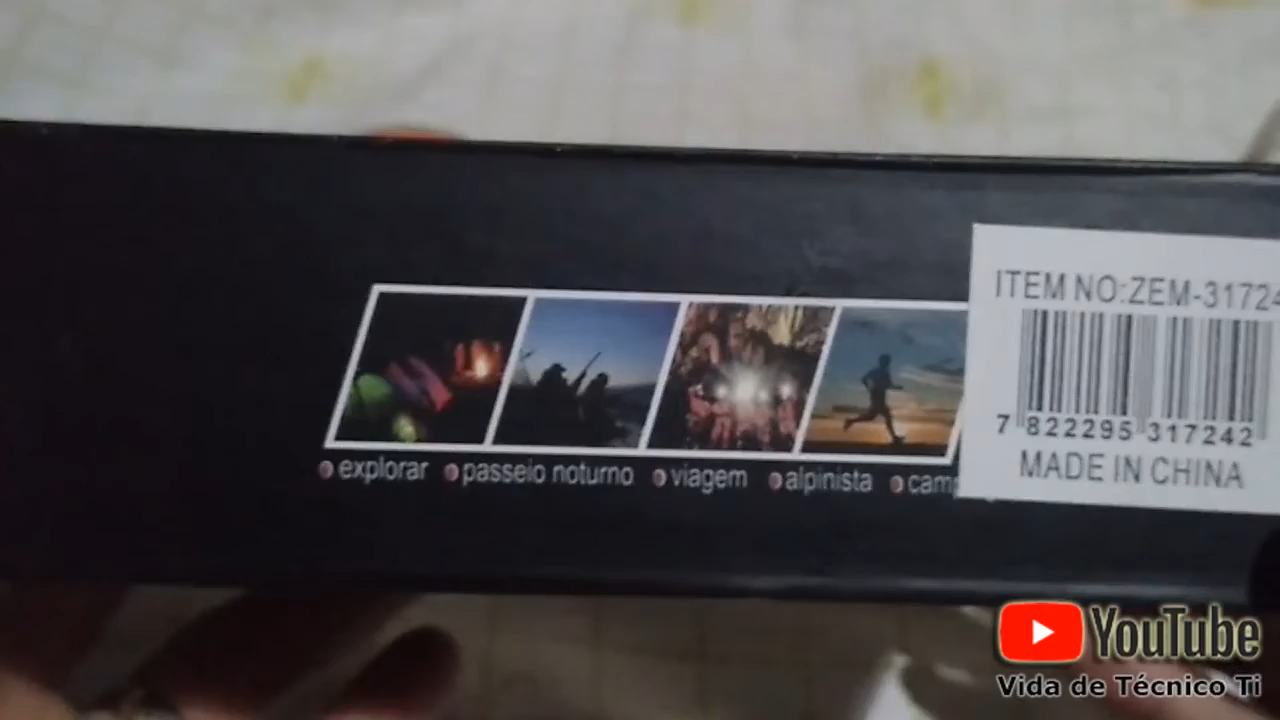 ITEM NO:ZEM-3172
7 822295 317242
MADE IN CHINA
explorar passeio noturno viagem alpinista
YouTube
Vida de Técnico Ti